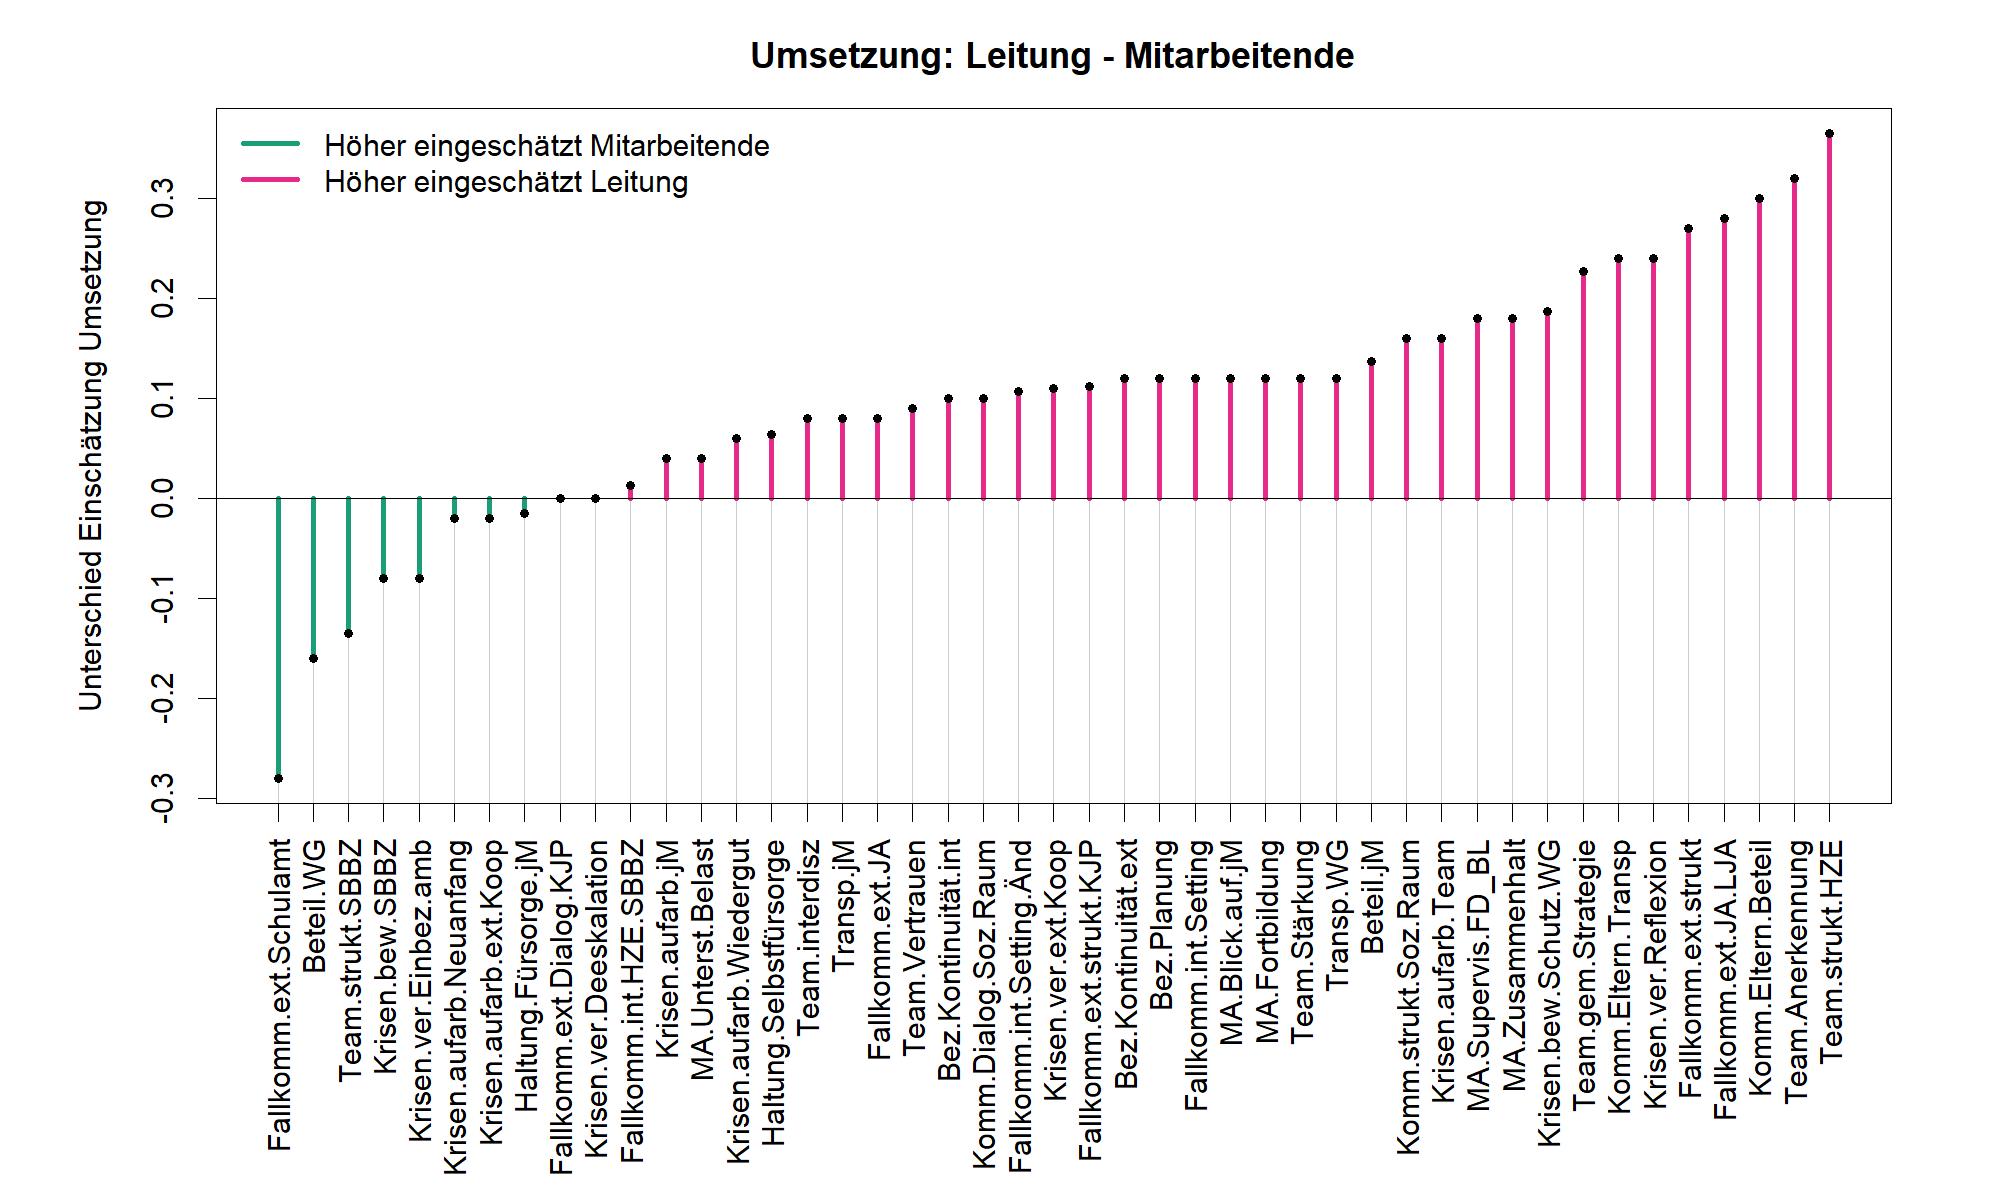 Umsetzung: Leitung - Mitarbeitende
Höher eingeschätzt Mitarbeitende
Höher eingeschätzt Leitung
Unterschied Einschätzung Umsetzung
0.3
0.2
0.1
0.0
-0.1
-0.2
-0.3
Fallkomm.ext.Schulamt
Beteil.WG
Team.strukt.SBBZ
Krisen.bew.SBBZ
Krisen.ver.Einbez.amb
Krisen.aufarb.Neuanfang
Krisen.aufarb.ext.Koop
Haltung.Fürsorge.jM
Fallkomm.ext.Dialog.KJP
Krisen.ver.Deeskalation
Fallkomm.int.HZE.SBBZ
Krisen.aufarb.jM
MA.Unterst.Belast
Krisen.aufarb.Wiedergut
Haltung.Selbstfürsorge
Team.interdisz
Transp.jM
Fallkomm.ext.JA
Team.Vertrauen
Bez.Kontinuität.int
Komm.Dialog.Soz.Raum
Fallkomm.int.Setting.Änd
Krisen.ver.ext.Koop
Fallkomm.ext.strukt.KJP
Bez.Kontinuität.ext
Bez.Planung
Fallkomm.int.Setting
MA.Blick.auf.jM
MA.Fortbildung
Team.Stärkung
Transp.WG
Beteil.jM
Komm.strukt.Soz.Raum
Krisen.aufarb.Team
MA.Supervis.FD_BL
MA.Zusammenhalt
Krisen.bew.Schutz.WG
Team.gem.Strategie
Komm.Eltern.Transp
Krisen.ver.Reflexion
Fallkomm.ext.strukt
Fallkomm.ext.JA.LJA
Komm.Eltern.Beteil
Team.Anerkennung
Team.strukt.HZE